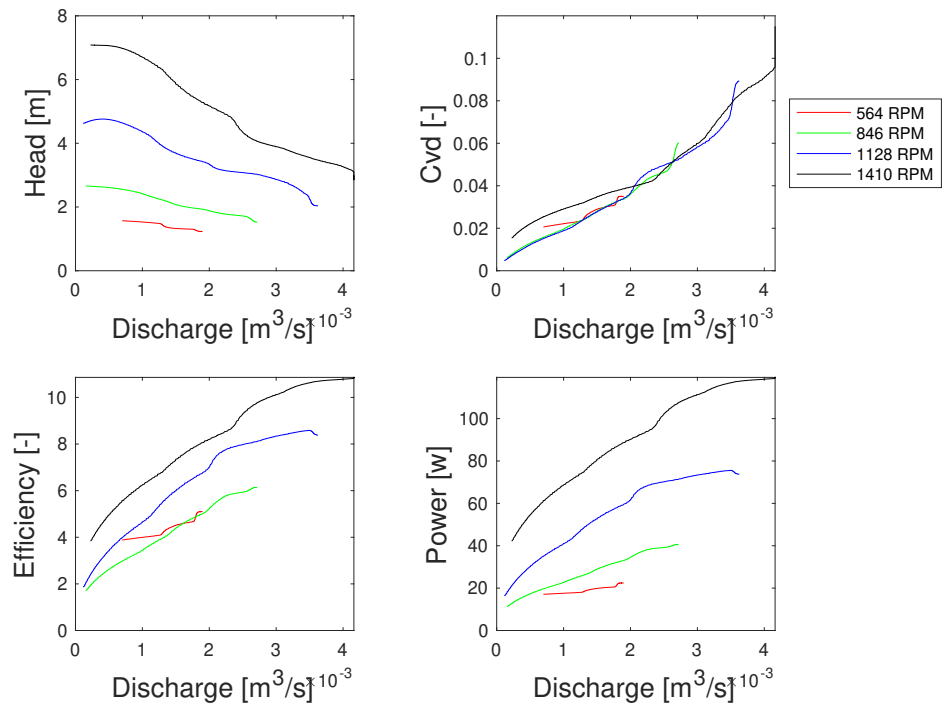 8
6
4
2
0
Head [m]
0 1 2 3 4
Discharge [m³/s]
×10⁻³
0.1
0.08
0.06
0.04
0.02
0
Cvd [-]
0 1 2 3 4
Discharge [m³/s]
×10⁻³
564 RPM
846 RPM
1128 RPM
1410 RPM
10
8
6
4
2
0
Efficiency [-]
0 1 2 3 4
Discharge [m³/s]
×10⁻³
100
80
60
40
20
0
Power [w]
0 1 2 3 4
Discharge [m³/s]
×10⁻³